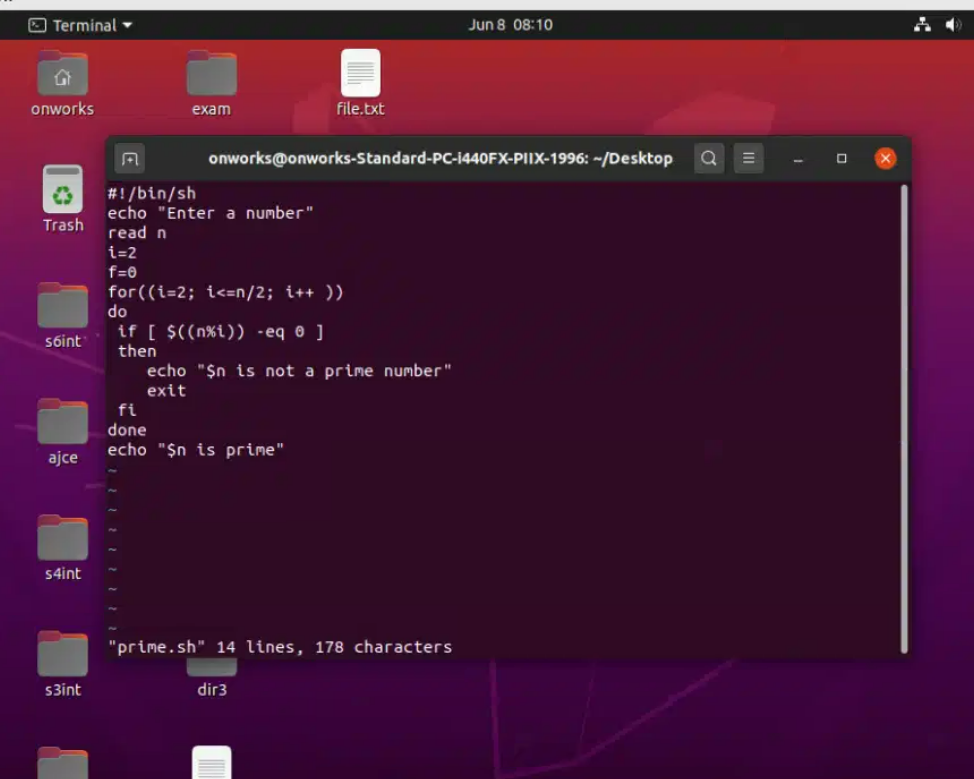 Terminal
Jun 8 08:10
onworks
exam
file.txt
onworks@onworks-Standard-PC-i440FX-PIIX-1996: ~/Desktop
Trash
#!/bin/sh
echo "Enter a number"
read n
i=2
f=0
for((i=2; i<=n/2; i++ ))
do
 if [ $((n%i)) -eq 0 ]
 then
    echo "$n is not a prime number"
    exit
 fi
done
echo "$n is prime"
~
~
~
~
~
~
~
~
~
"prime.sh" 14 lines, 178 characters
s6int
ajce
s4int
s3int
dir3